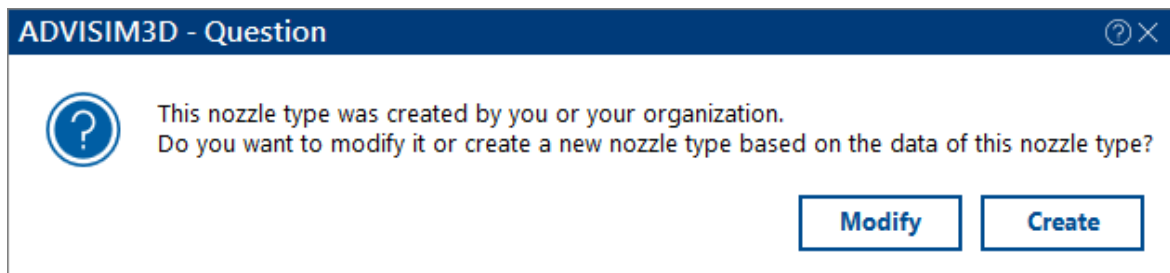 ADVISIM3D - Question
This nozzle type was created by you or your organization.
Do you want to modify it or create a new nozzle type based on the data of this nozzle type?
Modify Create